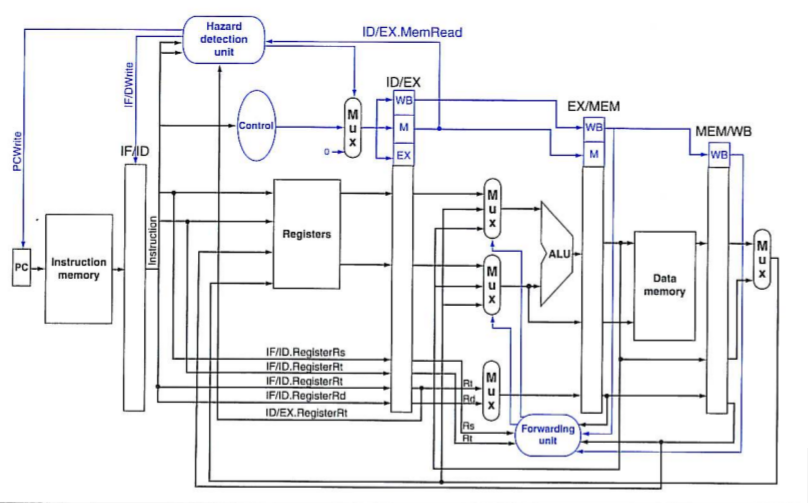 Hazard
detection
unit
ID/EX.MemRead
ID/EX
WB
EX/MEM
IF/DWrite
PCWrite
Control
M
u
x
M
WB
MEM/WB
0
EX
M
WB
IF/ID
Instruction
Registers
M
u
x
ALU
PC
Instruction
memory
M
u
x
Data
memory
M
u
x
IF/ID.RegisterRs
IF/ID.RegisterRt
IF/ID.RegisterRt
IF/ID.RegisterRd
ID/EX.RegisterRt
Rt
Rd
M
u
x
Rs
Rt
Forwarding
unit